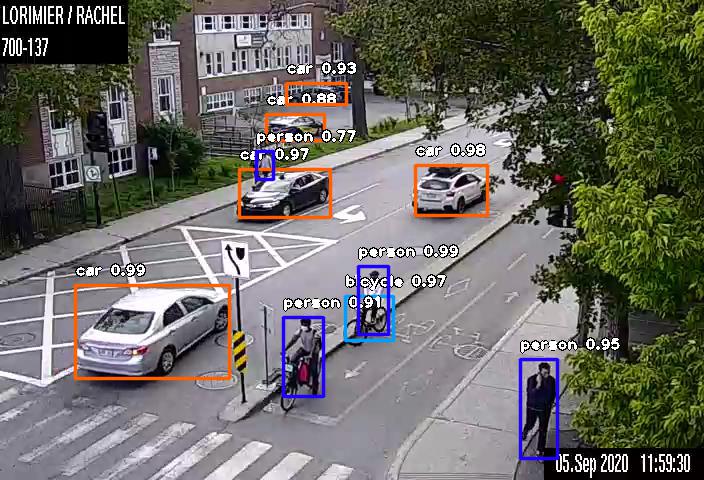 LORIMIER / RACHEL
700-137
car 0.93
car 0.88
person 0.77
car 0.97
car 0.98
person 0.99
car 0.99
bicycle 0.97
person 0.91
person 0.95
05.Sep 2020 11:59:30